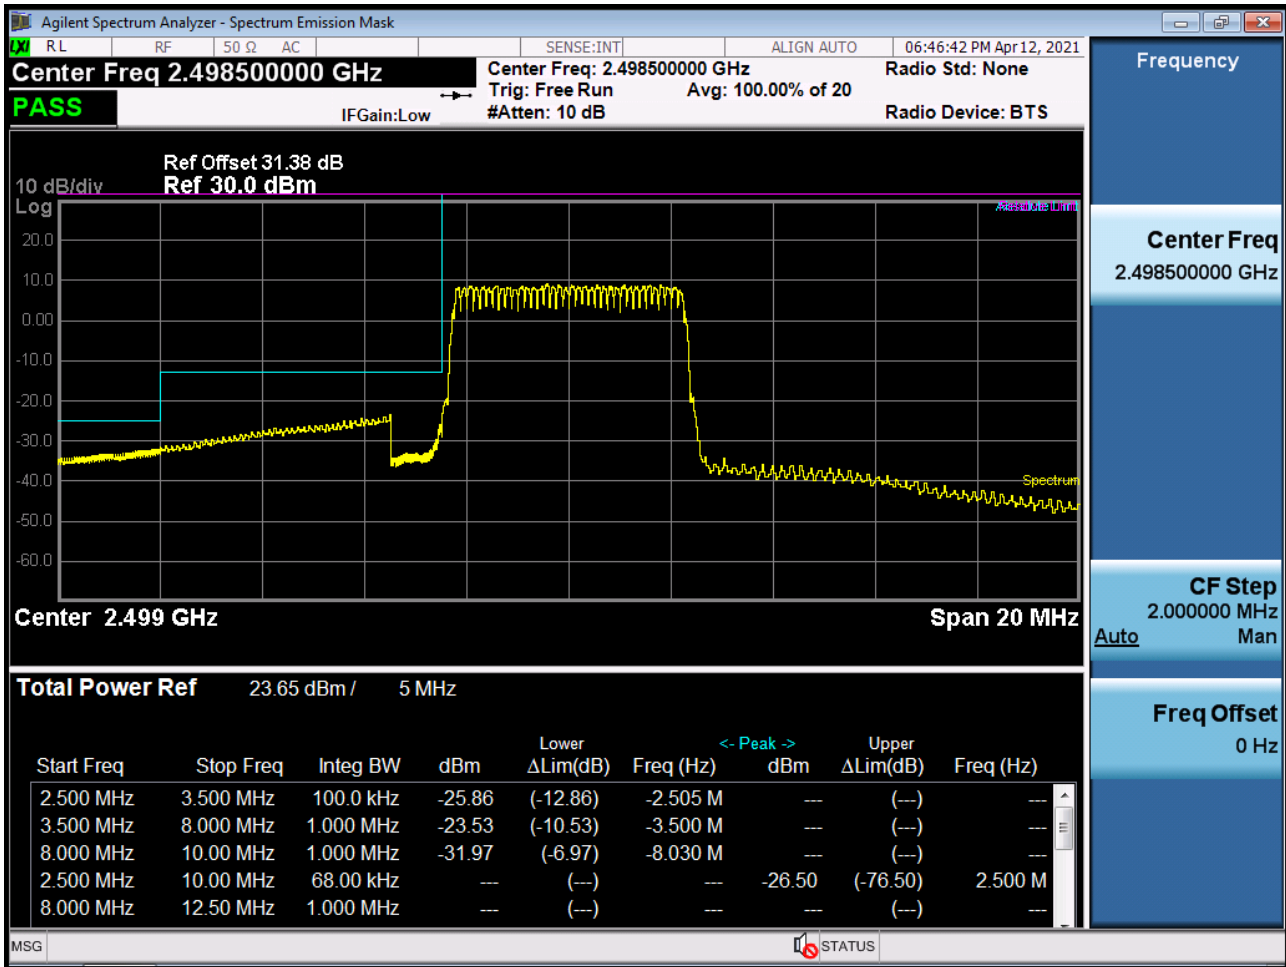 Agilent Spectrum Analyzer - Spectrum Emission Mask
LXI RL RF 50 Ω AC SENSE:INT ALIGN AUTO 06:46:42 PM Apr 12, 2021
Center Freq 2.498500000 GHz
Center Freq: 2.498500000 GHz Radio Std: None
Trig: Free Run Avg: 100.00% of 20
PASS
IFGain:Low #Atten: 10 dB Radio Device: BTS
Ref Offset 31.38 dB
10 dB/div Ref 30.0 dBm
Log
Absolute Limit
20.0
10.0
0.00
-10.0
-20.0
-30.0
-40.0
Spectrum
-50.0
-60.0
Center 2.499 GHz Span 20 MHz
Total Power Ref 23.65 dBm / 5 MHz
Lower <- Peak -> Upper
Start Freq Stop Freq Integ BW dBm ΔLim(dB) Freq (Hz) dBm ΔLim(dB) Freq (Hz)
2.500 MHz 3.500 MHz 100.0 kHz -25.86 (-12.86) -2.505 M --- (---) ---
3.500 MHz 8.000 MHz 1.000 MHz -23.53 (-10.53) -3.500 M --- (---) ---
8.000 MHz 10.00 MHz 1.000 MHz -31.97 (-6.97) -8.030 M --- (---) ---
2.500 MHz 10.00 MHz 68.00 kHz --- (---) --- -26.50 (-76.50) 2.500 M
8.000 MHz 12.50 MHz 1.000 MHz --- (---) --- --- (---) ---
MSG STATUS
Frequency
Center Freq
2.498500000 GHz
CF Step
2.000000 MHz
Auto Man
Freq Offset
0 Hz